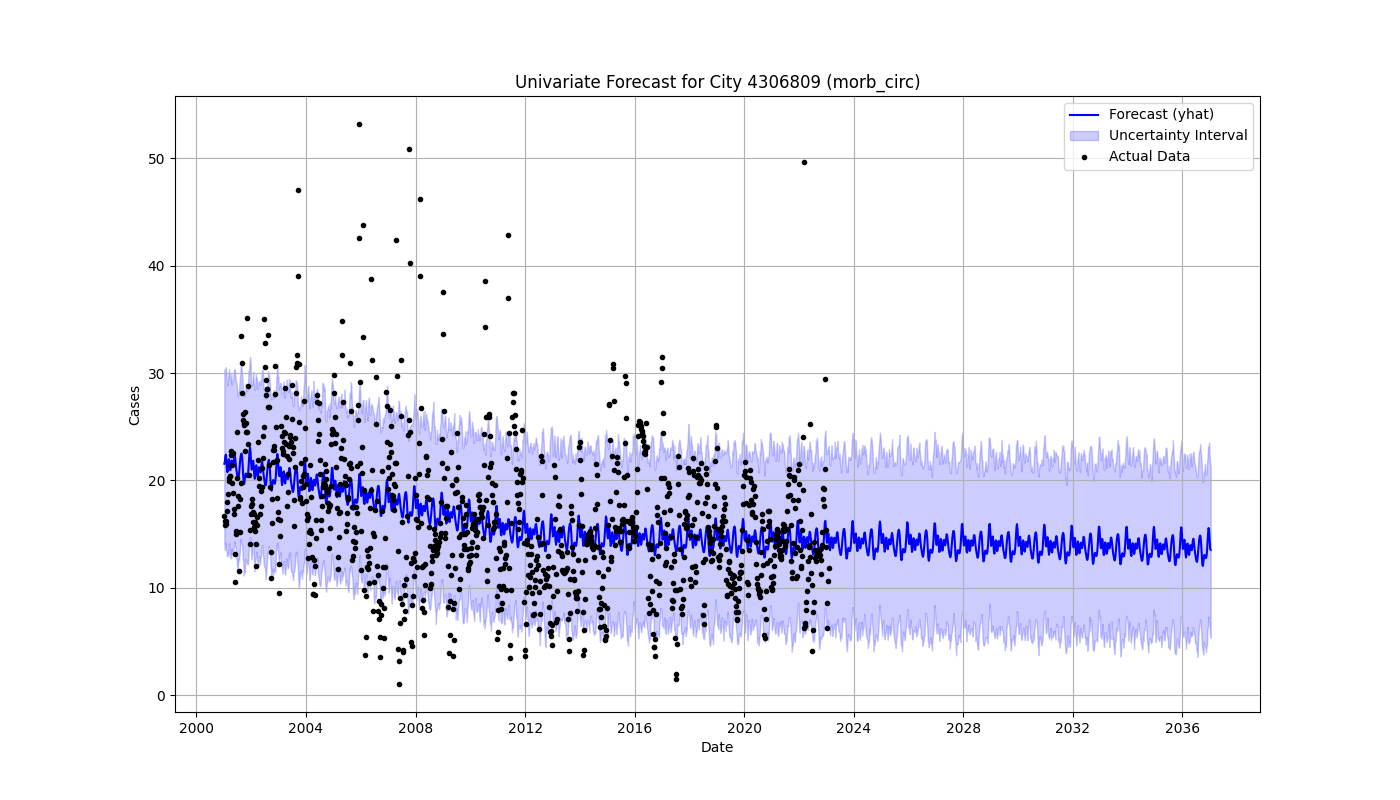 Univariate Forecast for City 4306809 (morb_circ)
Forecast (yhat)
Uncertainty Interval
Actual Data
Cases
50
40
30
20
10
0
2000 2004 2008 2012 2016 2020 2024 2028 2032 2036
Date